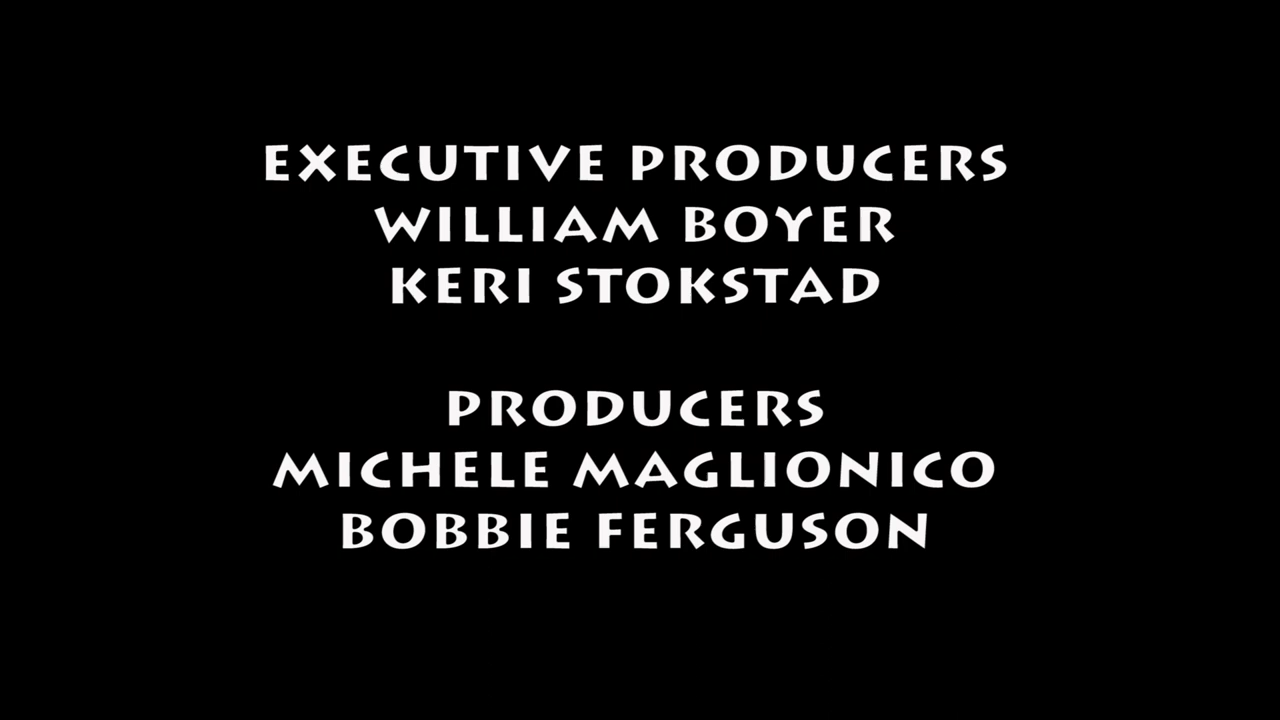 EXECUTIVE PRODUCERS
WILLIAM BOYER
KERI STOKSTAD
PRODUCERS
MICHELE MAGLIONICO
BOBBIE FERGUSON